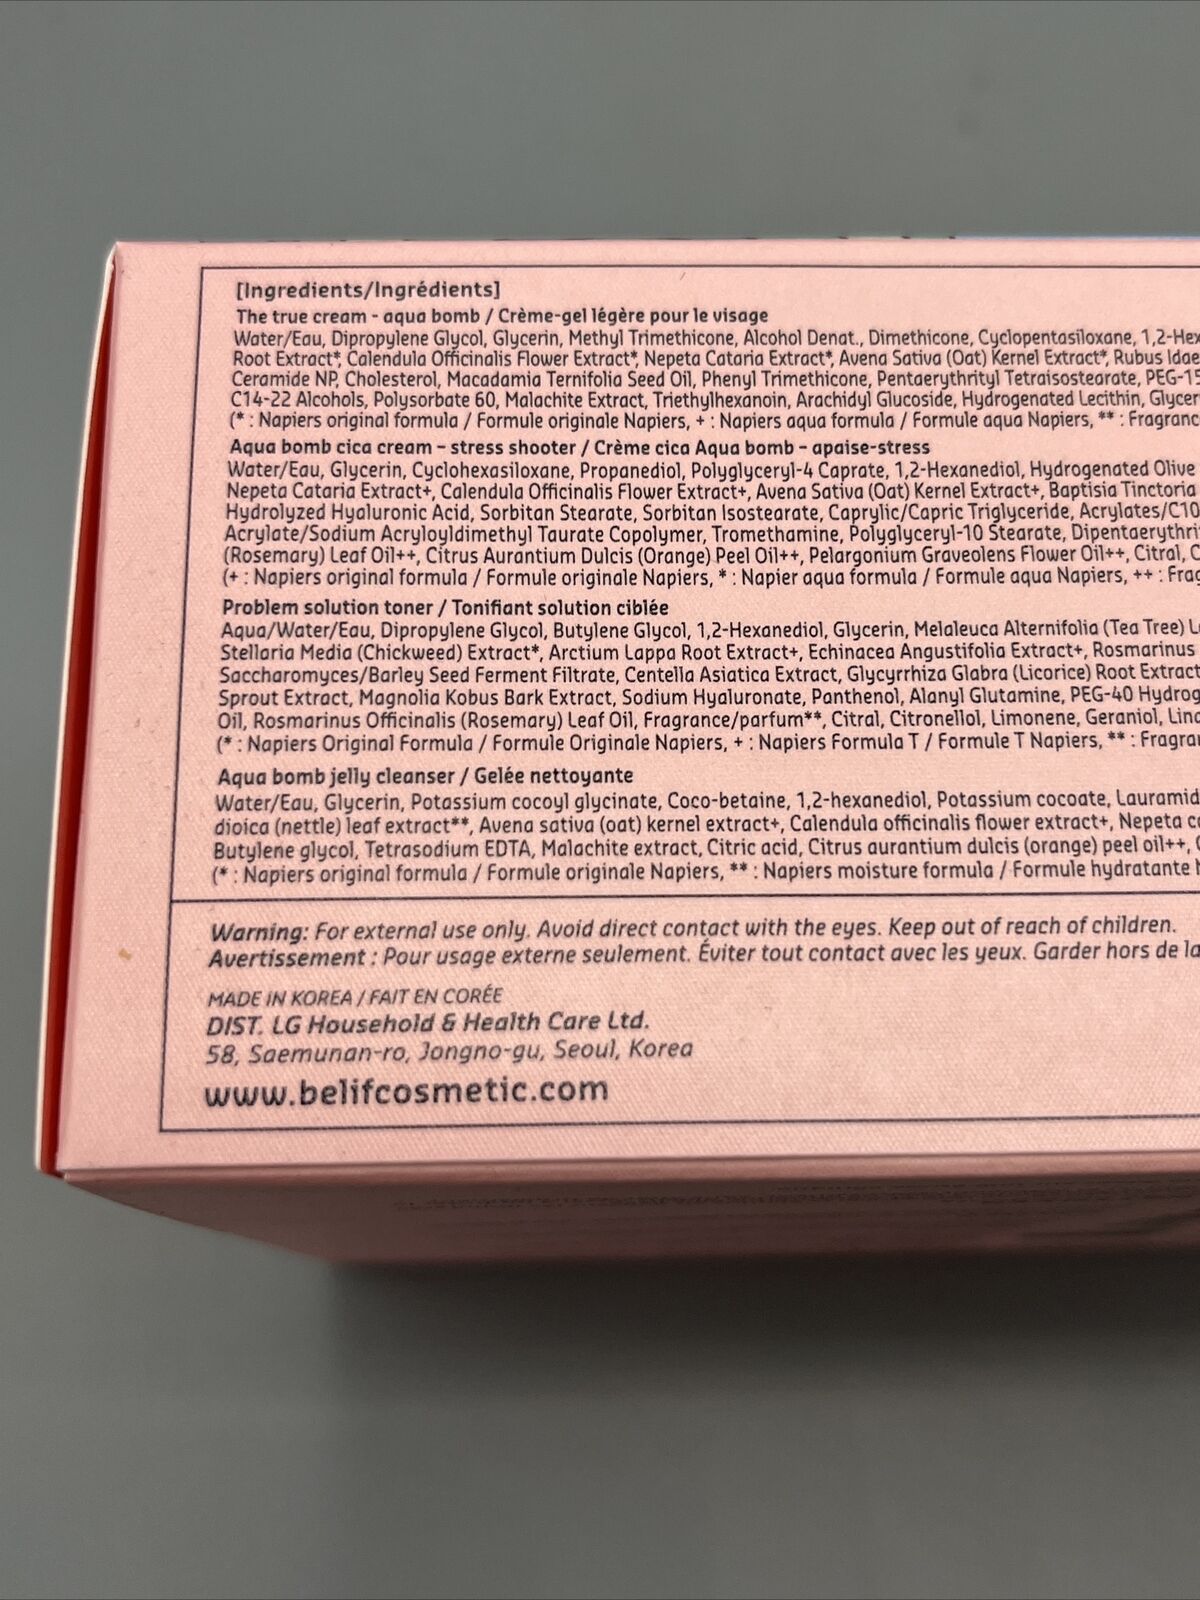 [Ingredients/Ingrédients]
The true cream - aqua bomb / Crème-gel légère pour le visage
Water/Eau, Dipropylene Glycol, Glycerin, Methyl Trimethicone, Alcohol Denat., Dimethicone, Cyclopentasiloxane, 1,2-Hex
Root Extract*, Calendula Officinalis Flower Extract*, Nepeta Cataria Extract*, Avena Sativa (Oat) Kernel Extract*, Rubus Idae
Ceramide NP, Cholesterol, Macadamia Ternifolia Seed Oil, Phenyl Trimethicone, Pentaerythrityl Tetraisostearate, PEG-15
C14-22 Alcohols, Polysorbate 60, Malachite Extract, Triethylhexanoin, Arachidyl Glucoside, Hydrogenated Lecithin, Glycer
(* : Napiers original formula / Formule originale Napiers, + : Napiers aqua formula / Formule aqua Napiers, ** : Fragranc
Aqua bomb cica cream – stress shooter / Crème cica Aqua bomb – apaise-stress
Water/Eau, Glycerin, Cyclohexasiloxane, Propanediol, Polyglyceryl-4 Caprate, 1,2-Hexanediol, Hydrogenated Olive
Nepeta Cataria Extract+, Calendula Officinalis Flower Extract+, Avena Sativa (Oat) Kernel Extract+, Baptisia Tinctoria
Hydrolyzed Hyaluronic Acid, Sorbitan Stearate, Sorbitan Isostearate, Caprylic/Capric Triglyceride, Acrylates/C10
Acrylate/Sodium Acryloyldimethyl Taurate Copolymer, Tromethamine, Polyglyceryl-10 Stearate, Dipentaerythri
(Rosemary) Leaf Oil++, Citrus Aurantium Dulcis (Orange) Peel Oil++, Pelargonium Graveolens Flower Oil++, Citral, C
(+ : Napiers original formula / Formule originale Napiers, * : Napier aqua formula / Formule aqua Napiers, ++ : Frag
Problem solution toner / Tonifiant solution ciblée
Aqua/Water/Eau, Dipropylene Glycol, Butylene Glycol, 1,2-Hexanediol, Glycerin, Melaleuca Alternifolia (Tea Tree) L
Stellaria Media (Chickweed) Extract*, Arctium Lappa Root Extract+, Echinacea Angustifolia Extract+, Rosmarinus
Saccharomyces/Barley Seed Ferment Filtrate, Centella Asiatica Extract, Glycyrrhiza Glabra (Licorice) Root Extract
Sprout Extract, Magnolia Kobus Bark Extract, Sodium Hyaluronate, Panthenol, Alanyl Glutamine, PEG-40 Hydrog
Oil, Rosmarinus Officinalis (Rosemary) Leaf Oil, Fragrance/parfum**, Citral, Citronellol, Limonene, Geraniol, Lina
(* : Napiers Original Formula / Formule Originale Napiers, + : Napiers Formula T / Formule T Napiers, ** : Fragra
Aqua bomb jelly cleanser / Gelée nettoyante
Water/Eau, Glycerin, Potassium cocoyl glycinate, Coco-betaine, 1,2-hexanediol, Potassium cocoate, Lauramid
dioica (nettle) leaf extract**, Avena sativa (oat) kernel extract+, Calendula officinalis flower extract+, Nepeta ca
Butylene glycol, Tetrasodium EDTA, Malachite extract, Citric acid, Citrus aurantium dulcis (orange) peel oil++,
(* : Napiers original formula / Formule originale Napiers, ** : Napiers moisture formula / Formule hydratante
Warning: For external use only. Avoid direct contact with the eyes. Keep out of reach of children.
Avertissement : Pour usage externe seulement. Éviter tout contact avec les yeux. Garder hors de la
MADE IN KOREA / FAIT EN CORÉE
DIST. LG Household & Health Care Ltd.
58, Saemunan-ro, Jongno-gu, Seoul, Korea
www.belifcosmetic.com